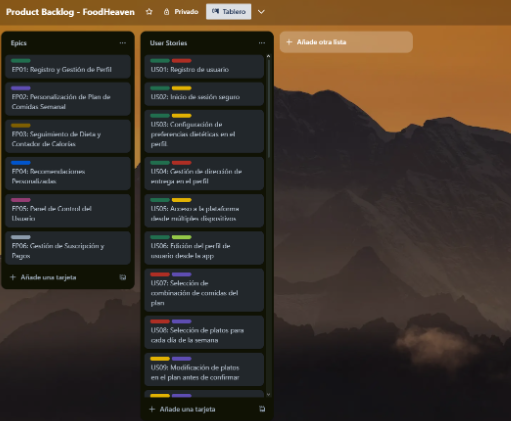 Product Backlog - FoodHeaven
Privado
Tablero
Epics
EP01: Registro y Gestión de Perfil
EP02: Personalización de Plan de
Comidas Semanal
EP03: Seguimiento de Dieta y
Contador de Calorías
EP04: Recomendaciones
Personalizadas
EP05: Panel de Control del
Usuario
EP06: Gestión de Suscripción y
Pagos
+ Añade una tarjeta
User Stories
US01: Registro de usuario
US02: Inicio de sesión seguro
US03: Configuración de
preferencias dietéticas en el
perfil
US04: Gestión de dirección de
entrega en el perfil
US05: Acceso a la plataforma
desde múltiples dispositivos
US06: Edición del perfil de
usuario desde la app
US07: Selección de
combinación de comidas del
plan
US08: Selección de platos para
cada día de la semana
US09: Modificación de platos
en el plan antes de confirmar
+ Añade una tarjeta
+ Añade otra lista